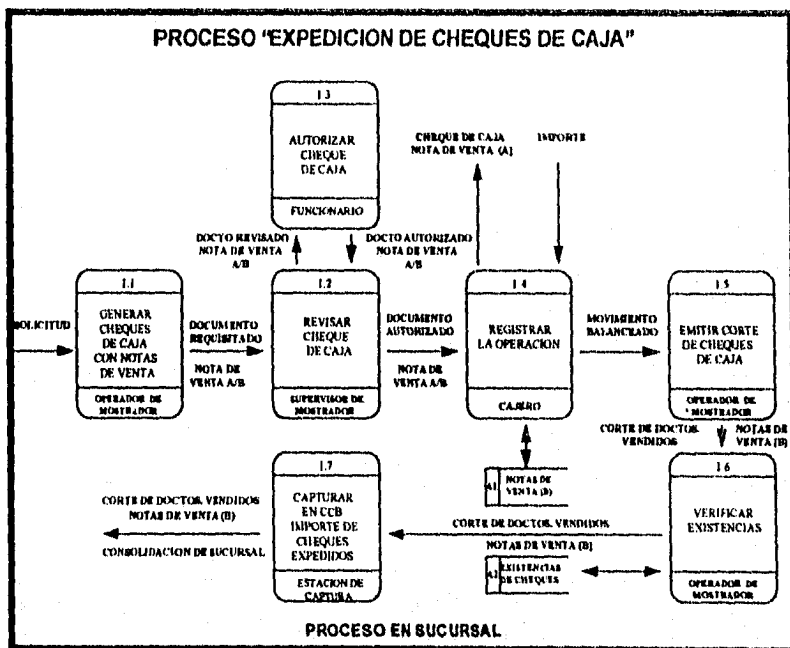 PROCESO "EXPEDICION DE CHEQUES DE CAJA"
1.3
AUTORIZAR
CHEQUE
DE CAJA
FUNCIONARIO
CHEQUE DE CAJA
NOTA DE VENTA (A)
IMPORTE
DOCTO REVISADO
NOTA DE VENTA
A/B
DOCTO AUTORIZADO
NOTA DE VENTA
A/B
SOLICITUD
1.1
GENERAR
CHEQUES
DE CAJA
CON NOTAS
DE VENTA
OPERADOR DE
MOSTRADOR
DOCUMENTO
REQUISITADO
NOTA DE
VENTA A/B
1.2
REVISAR
CHEQUE
DE CAJA
SUPERVISOR DE
MOSTRADOR
DOCUMENTO
AUTORIZADO
NOTA DE
VENTA A/B
1.4
REGISTRAR
LA OPERACION
CAJERO
MOVIMIENTO
BALANCEADO
1.5
EMITIR CORTE
DE CHEQUES
DE CAJA
OPERADOR DE
MOSTRADOR
CORTE DE DOCTOS.
VENDIDOS
NOTAS DE
VENTA (B)
A1
NOTAS DE
VENTA (B)
1.6
VERIFICAR
EXISTENCIAS
OPERADOR DE
MOSTRADOR
CORTE DE DOCTOS. VENDIDOS
NOTAS DE VENTA (B)
A2
EXISTENCIAS
DE CHEQUES
1.7
CAPTURAR
EN CCB
IMPORTE DE
CHEQUES
EXPEDIDOS
ESTACION DE
CAPTURA
CORTE DE DOCTOS. VENDIDOS
NOTAS DE VENTA (B)
CONSOLIDACION DE SUCURSAL
PROCESO EN SUCURSAL